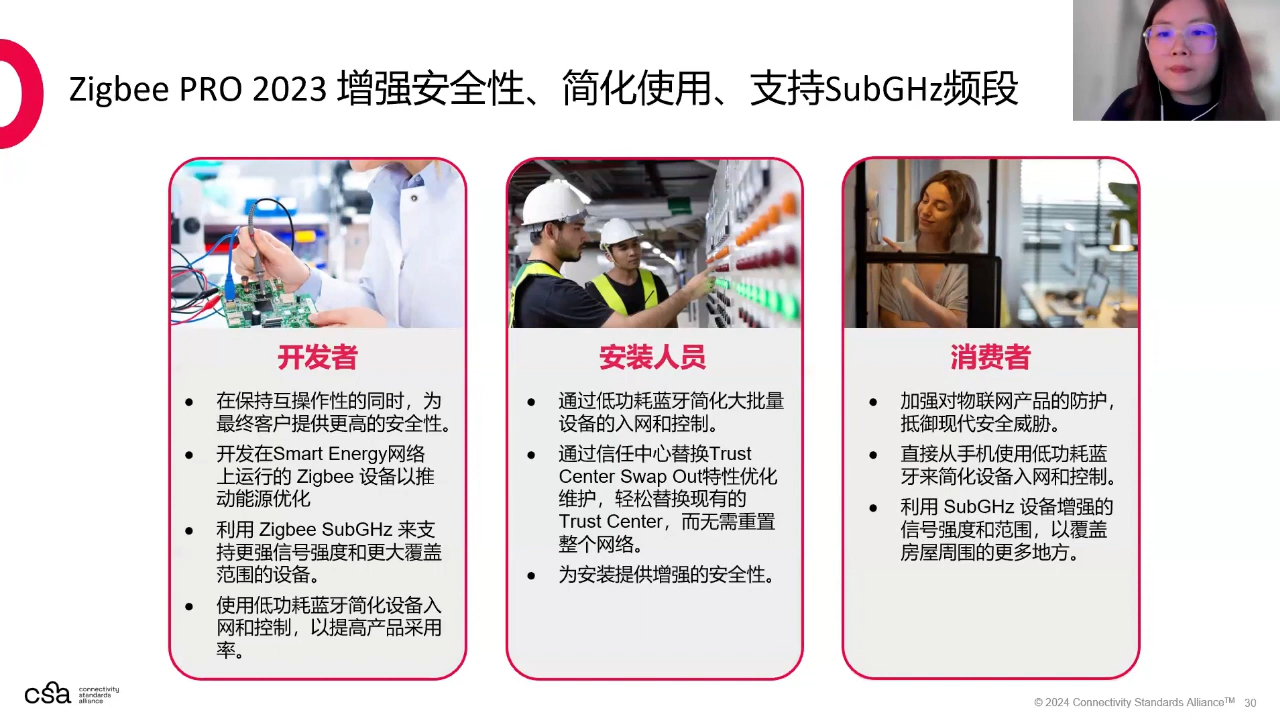 Zigbee PRO 2023 增强安全性、简化使用、支持SubGHz频段
开发者
● 在保持互操作性的同时，为
最终客户提供更高的安全性。
● 开发在Smart Energy网络
上运行的 Zigbee 设备以推
动能源优化
● 利用 Zigbee SubGHz 来支
持更强信号强度和更大覆盖
范围的设备。
● 使用低功耗蓝牙简化设备入
网和控制，以提高产品采用
率。
安装人员
● 通过低功耗蓝牙简化大批量
设备的入网和控制。
● 通过信任中心替换Trust
Center Swap Out特性优化
维护，轻松替换现有的
Trust Center，而无需重置
整个网络。
● 为安装提供增强的安全性。
消费者
● 加强对物联网产品的防护，
抵御现代安全威胁。
● 直接从手机使用低功耗蓝
牙来简化设备入网和控制。
● 利用 SubGHz 设备增强的
信号强度和范围，以覆盖
房屋周围的更多地方。
csa connectivity
standards
alliance
© 2024 Connectivity Standards Alliance™ 30